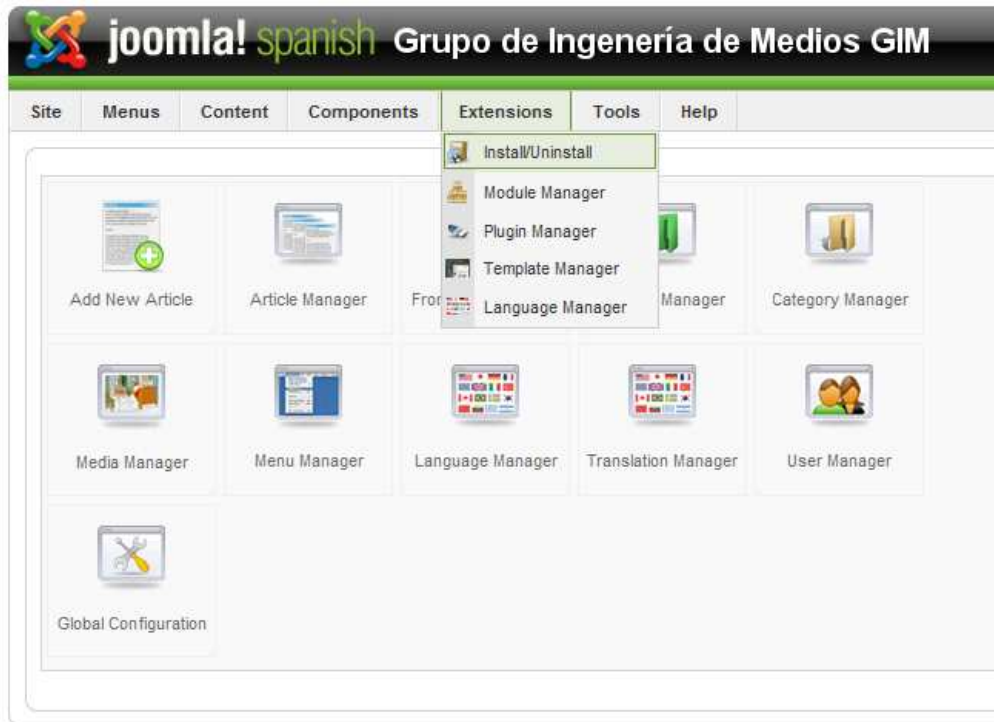 joomla! spanish Grupo de Ingenería de Medios GIM
Site Menus Content Components Extensions Tools Help
Install/Uninstall
Module Manager
Plugin Manager
Template Manager
Language Manager
Add New Article Article Manager Manager Category Manager
Media Manager Menu Manager Language Manager Translation Manager User Manager
Global Configuration